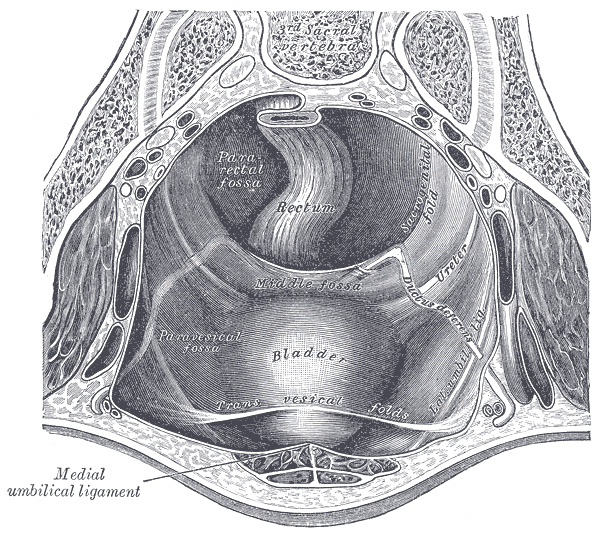 3rd Sacral
vertebra
Para-
rectal
fossa
Sacrogenital
fold
Rectum
Ureter
Middle fossa
Ductus deferens
Paravesical
fossa
Bladder
Lat. umbil. lig.
Trans vesical folds
Medial
umbilical ligament